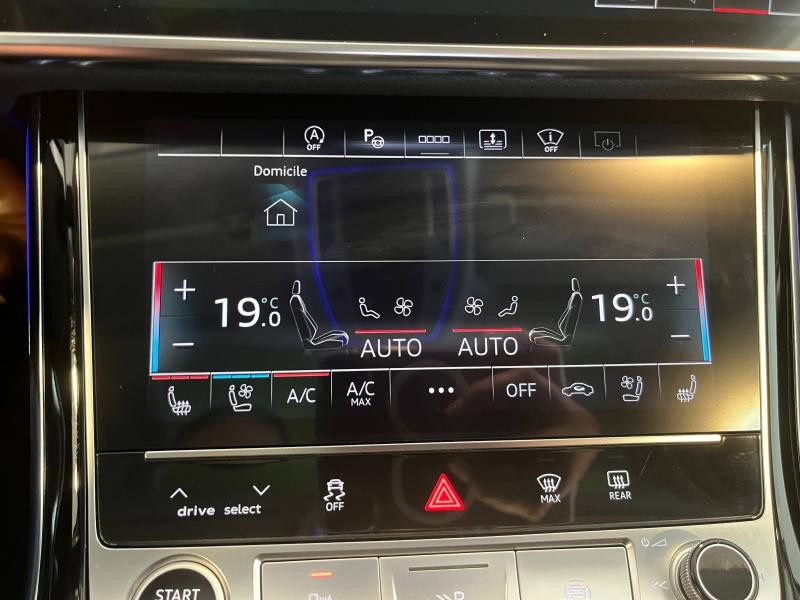 A
OFF
P
i
OFF
Domicile
+ 19.0 °C
19.0 °C +
−
AUTO AUTO
−
A/C
A/C
MAX
OFF
drive select
OFF
MAX
REAR
START
P